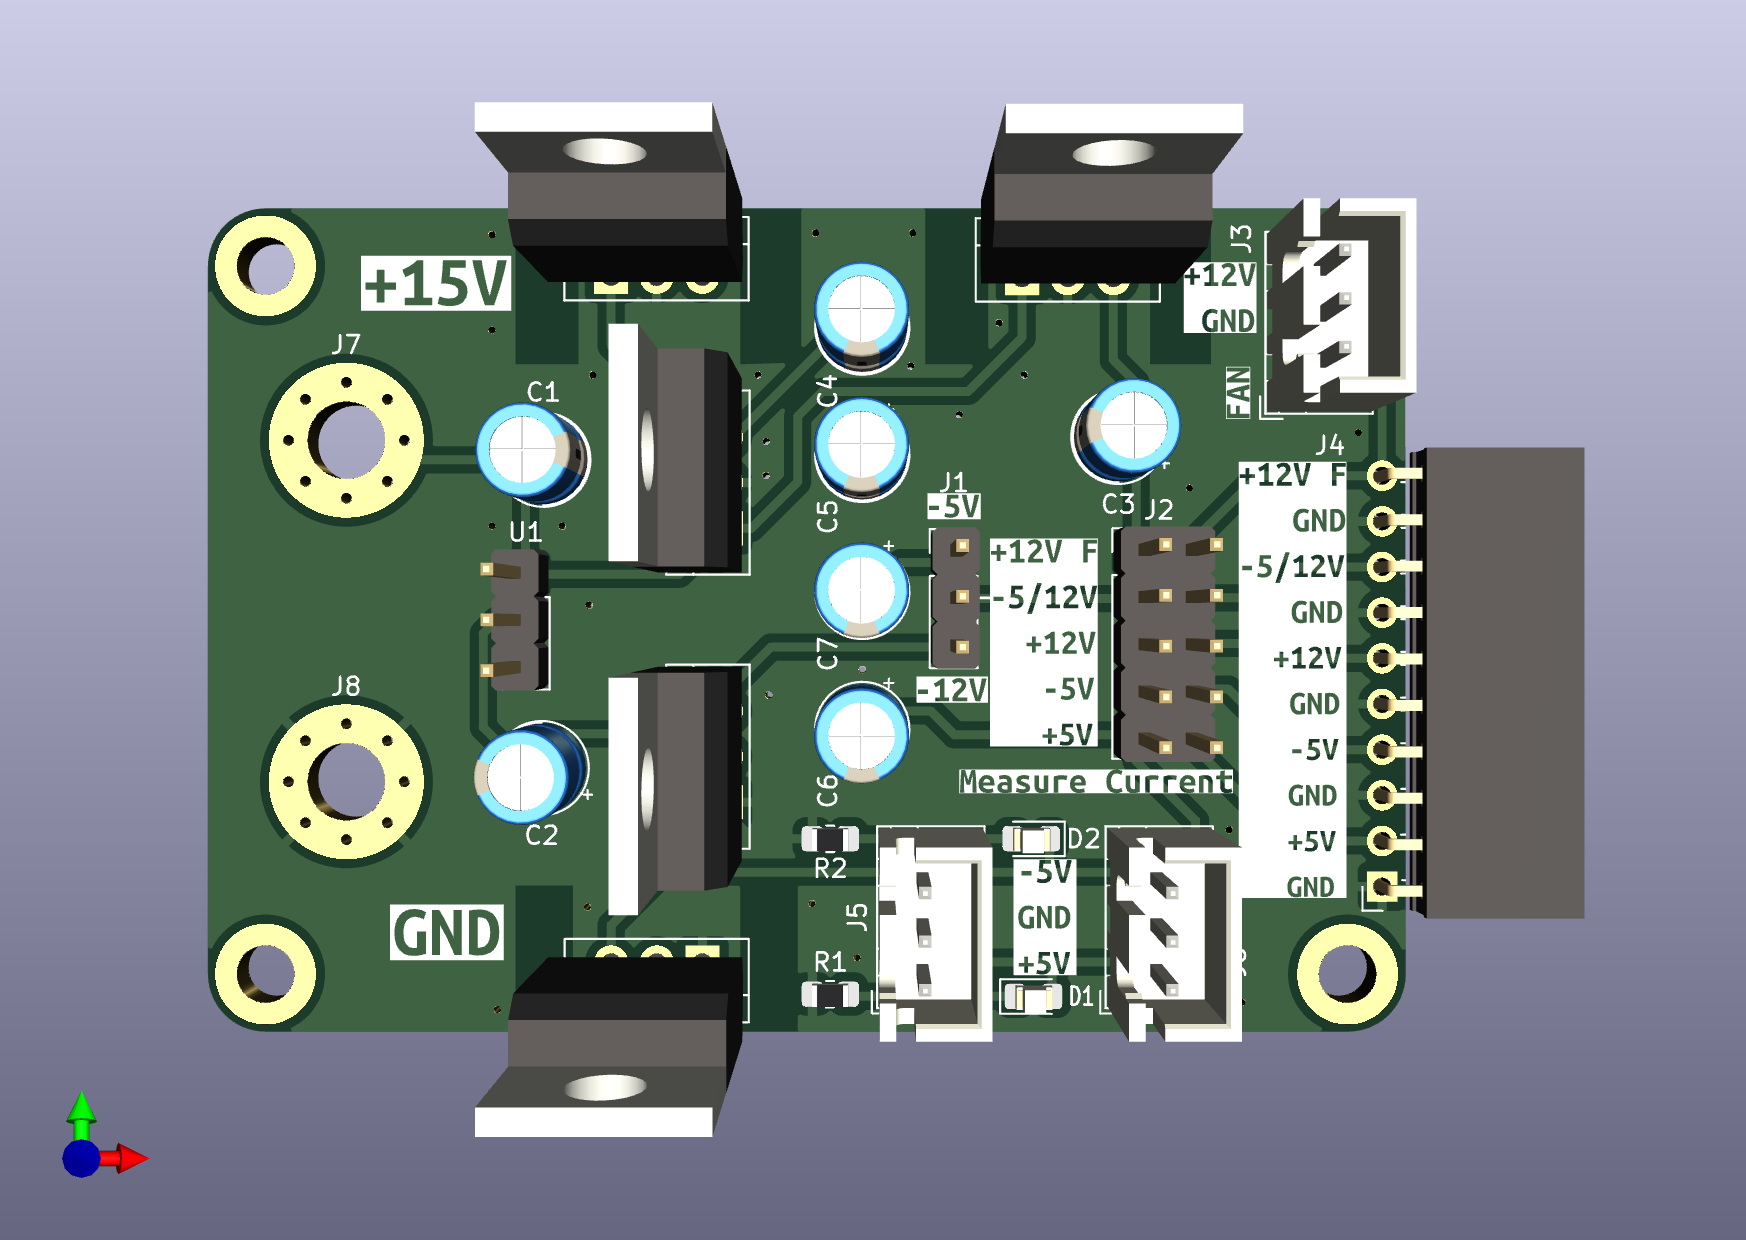 +15V
J7
C1
U1
J8
C2
GND
C4
C5
C7
C6
R2
R1
J1
-5V
-12V
C3
J2
+12V F
-5/12V
+12V
-5V
+5V
Measure Current
J3
+12V
GND
FAN
J4
+12V F
GND
-5/12V
GND
+12V
GND
-5V
GND
+5V
GND
J5
D2
-5V
GND
+5V
D1